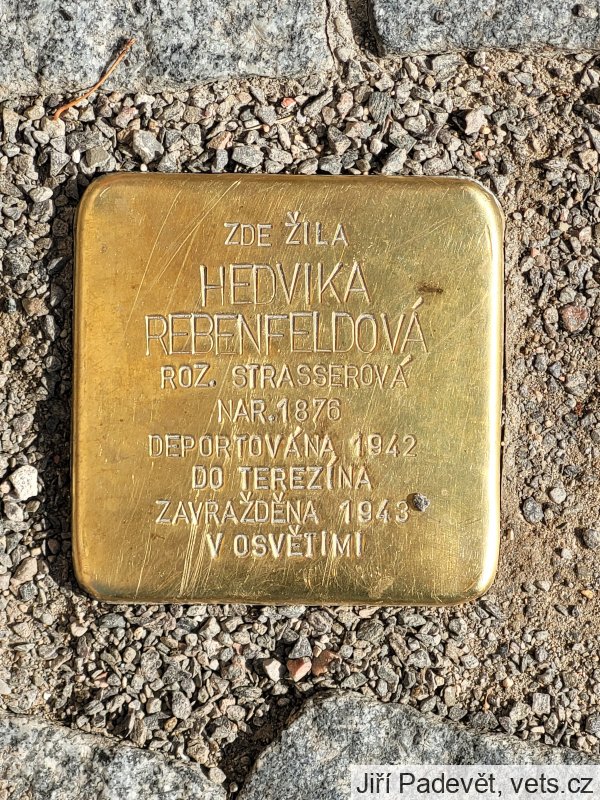 ZDE ŽILA
HEDVIKA
REBENFELDOVÁ
ROZ. STRASSEROVÁ
NAR.1876
DEPORTOVÁNA 1942
DO TEREZÍNA
ZAVRAŽDĚNA 1943
V OSVĚTIMI
Jiří Padevět, vets.cz